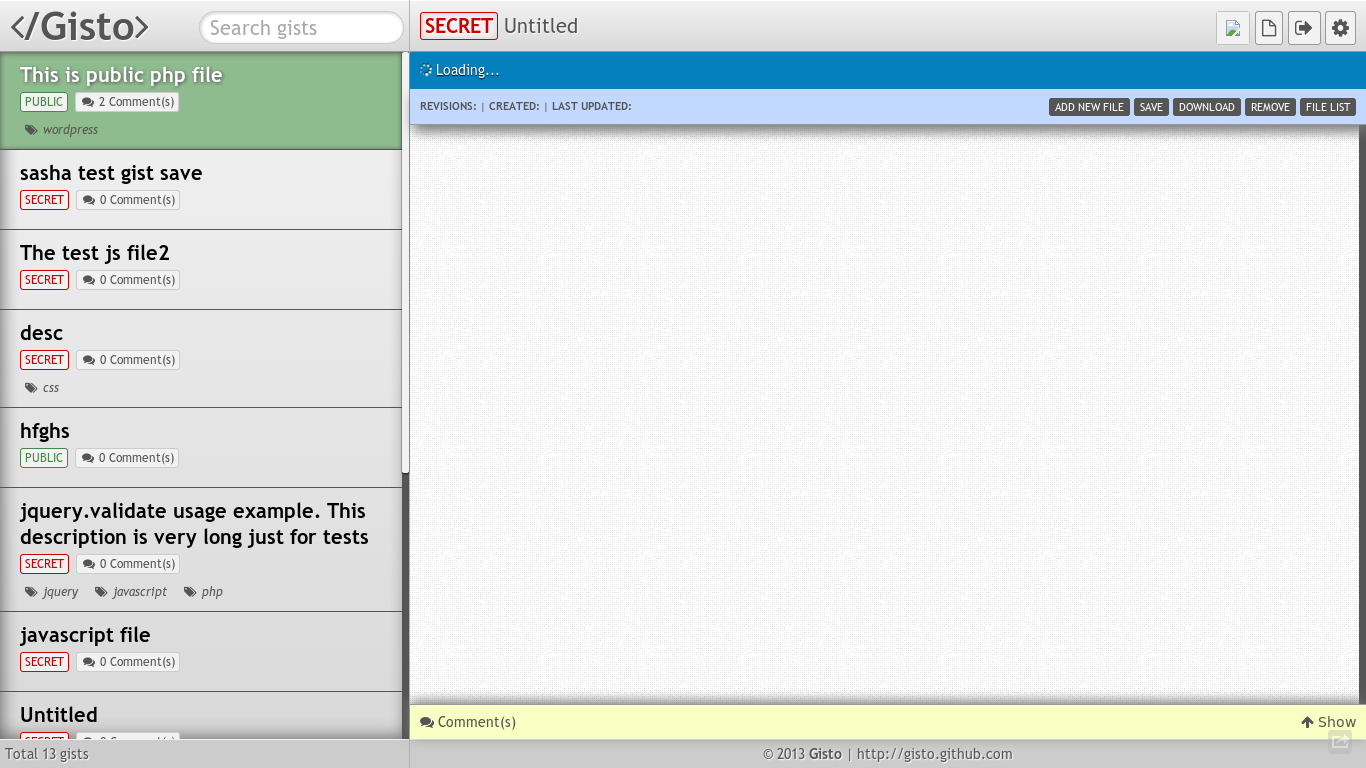 </Gisto>
Search gists
This is public php file
PUBLIC 2 Comment(s)
wordpress
sasha test gist save
SECRET 0 Comment(s)
The test js file2
SECRET 0 Comment(s)
desc
SECRET 0 Comment(s)
css
hfghs
PUBLIC 0 Comment(s)
jquery.validate usage example. This
description is very long just for tests
SECRET 0 Comment(s)
jquery javascript php
javascript file
SECRET 0 Comment(s)
Untitled
SECRET 0 Comment(s)
Total 13 gists
SECRET Untitled
Loading...
REVISIONS: | CREATED: | LAST UPDATED:
ADD NEW FILE SAVE DOWNLOAD REMOVE FILE LIST
Comment(s) Show
© 2013 Gisto | http://gisto.github.com